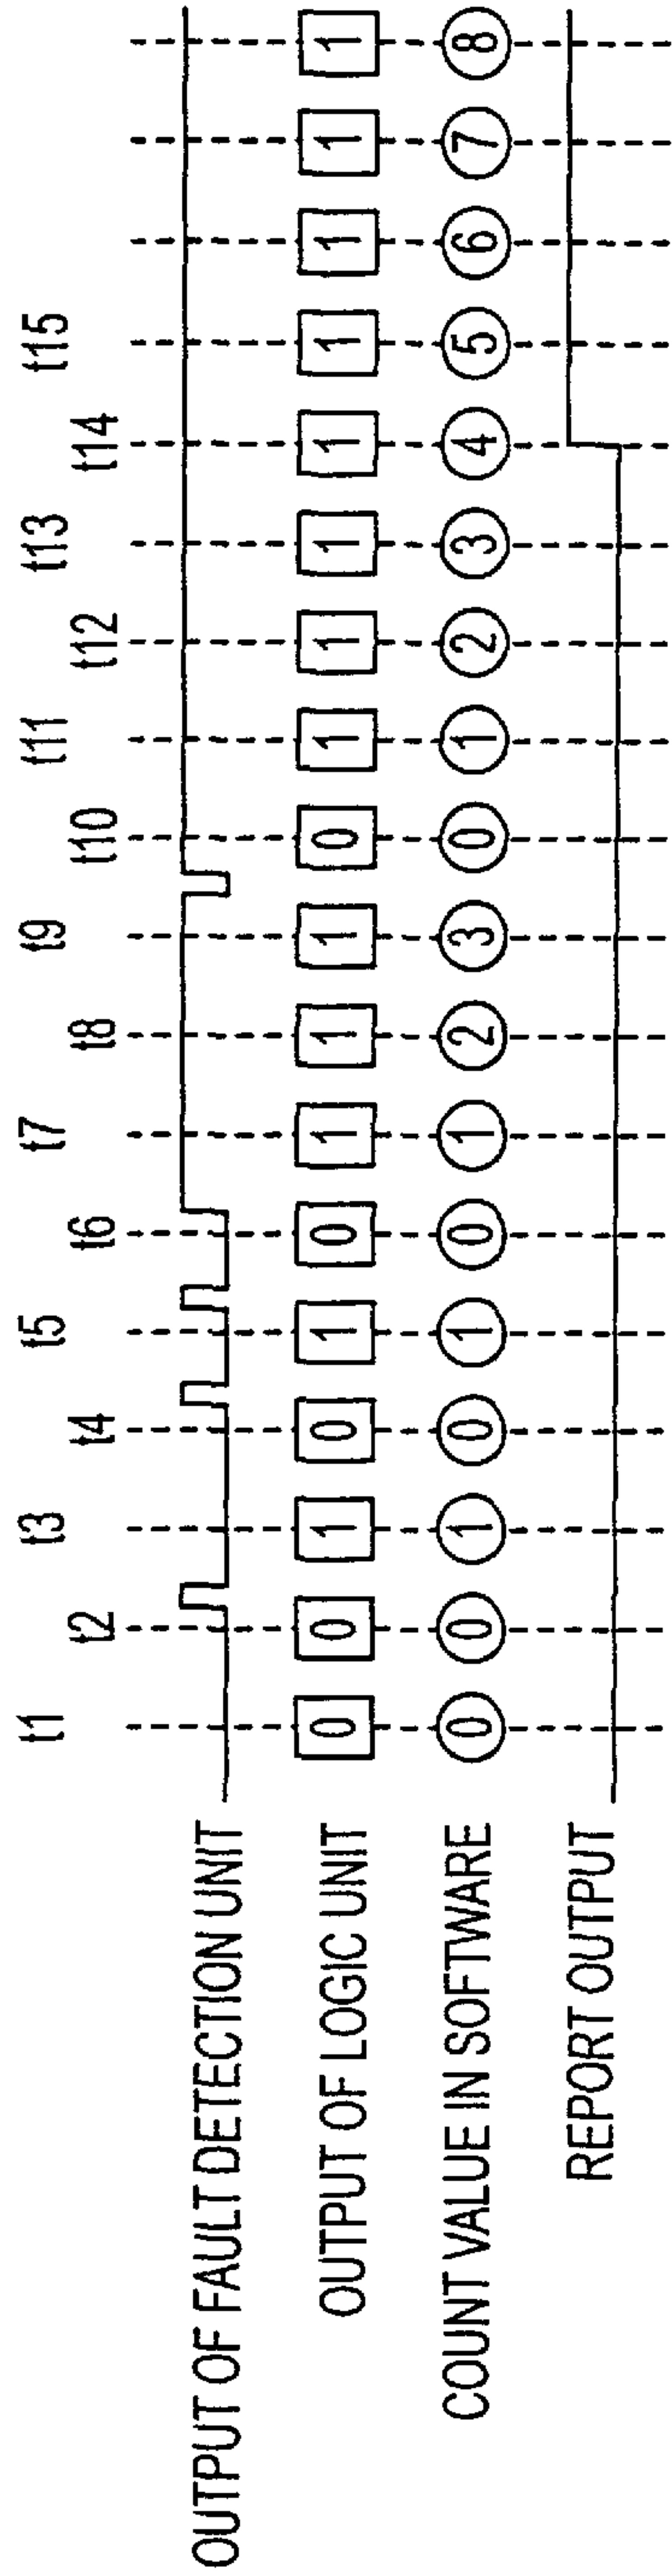 t1 t2 t3 t4 t5 t6 t7 t8 t9 t10 t11 t12 t13 t14 t15
OUTPUT OF FAULT DETECTION UNIT
OUTPUT OF LOGIC UNIT 0 0 1 0 1 0 1 1 1 0 1 1 1 1 1 1 1 1
COUNT VALUE IN SOFTWARE 0 0 1 0 1 0 1 2 3 0 1 2 3 4 5 6 7 8
REPORT OUTPUT